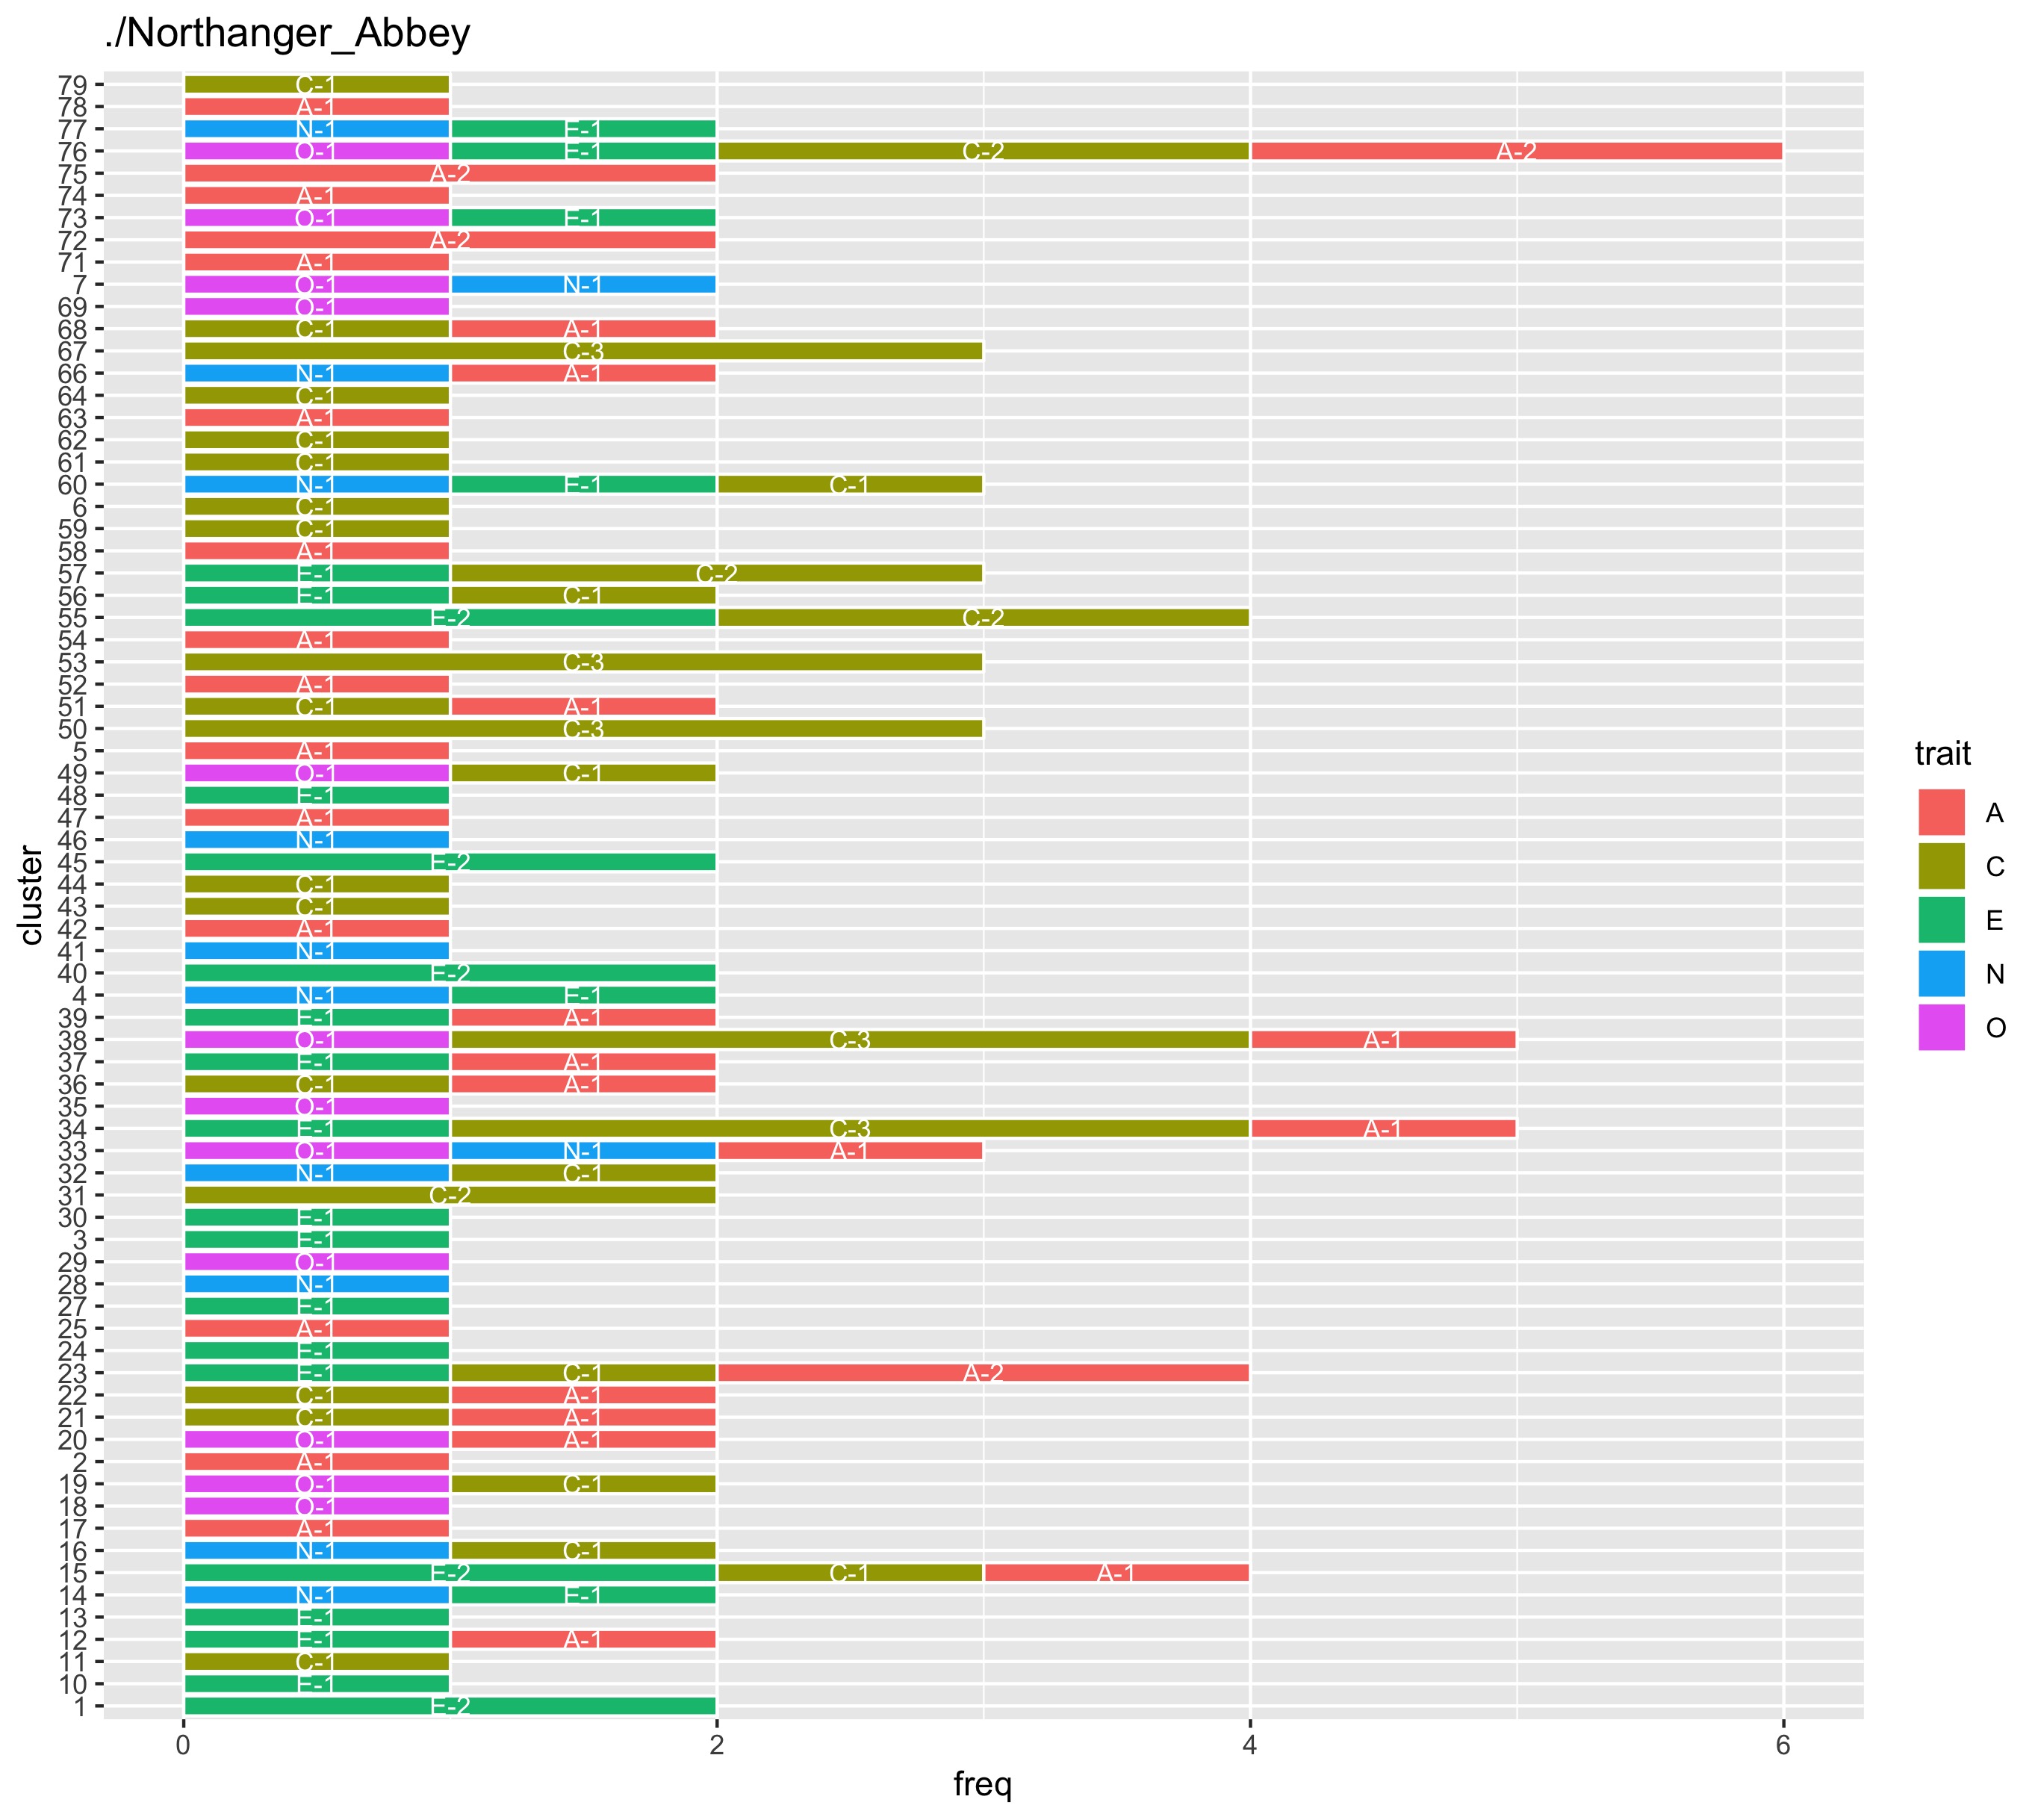 ./Northanger_Abbey
79 C-1
78 A-1
77 N-1 E-1
76 O-1 E-1 C-2 A-2
75 A-2
74 A-1
73 O-1 E-1
72 A-2
71 A-1
7 O-1 N-1
69 O-1
68 C-1 A-1
67 C-3
66 N-1 A-1
64 C-1
63 A-1
62 C-1
61 C-1
60 N-1 E-1 C-1
6 C-1
59 C-1
58 A-1
57 E-1 C-2
56 E-1 C-1
55 E-2 C-2
54 A-1
53 C-3
52 A-1
51 C-1 A-1
50 C-3
5 A-1
49 O-1 C-1
48 E-1
47 A-1
46 N-1
45 E-2
44 C-1
43 C-1
42 A-1
41 N-1
40 E-2
4 N-1 E-1
39 E-1 A-1
38 O-1 C-3 A-1
37 E-1 A-1
36 C-1 A-1
35 O-1
34 E-1 C-3 A-1
33 O-1 N-1 A-1
32 N-1 C-1
31 C-2
30 E-1
3 E-1
29 O-1
28 N-1
27 E-1
25 A-1
24 E-1
23 E-1 C-1 A-2
22 C-1 A-1
21 C-1 A-1
20 O-1 A-1
2 A-1
19 O-1 C-1
18 O-1
17 A-1
16 N-1 C-1
15 E-2 C-1 A-1
14 N-1 E-1
13 E-1
12 E-1 A-1
11 C-1
10 E-1
1 E-2
0 2 4 6
freq
cluster
trait
A
C
E
N
O